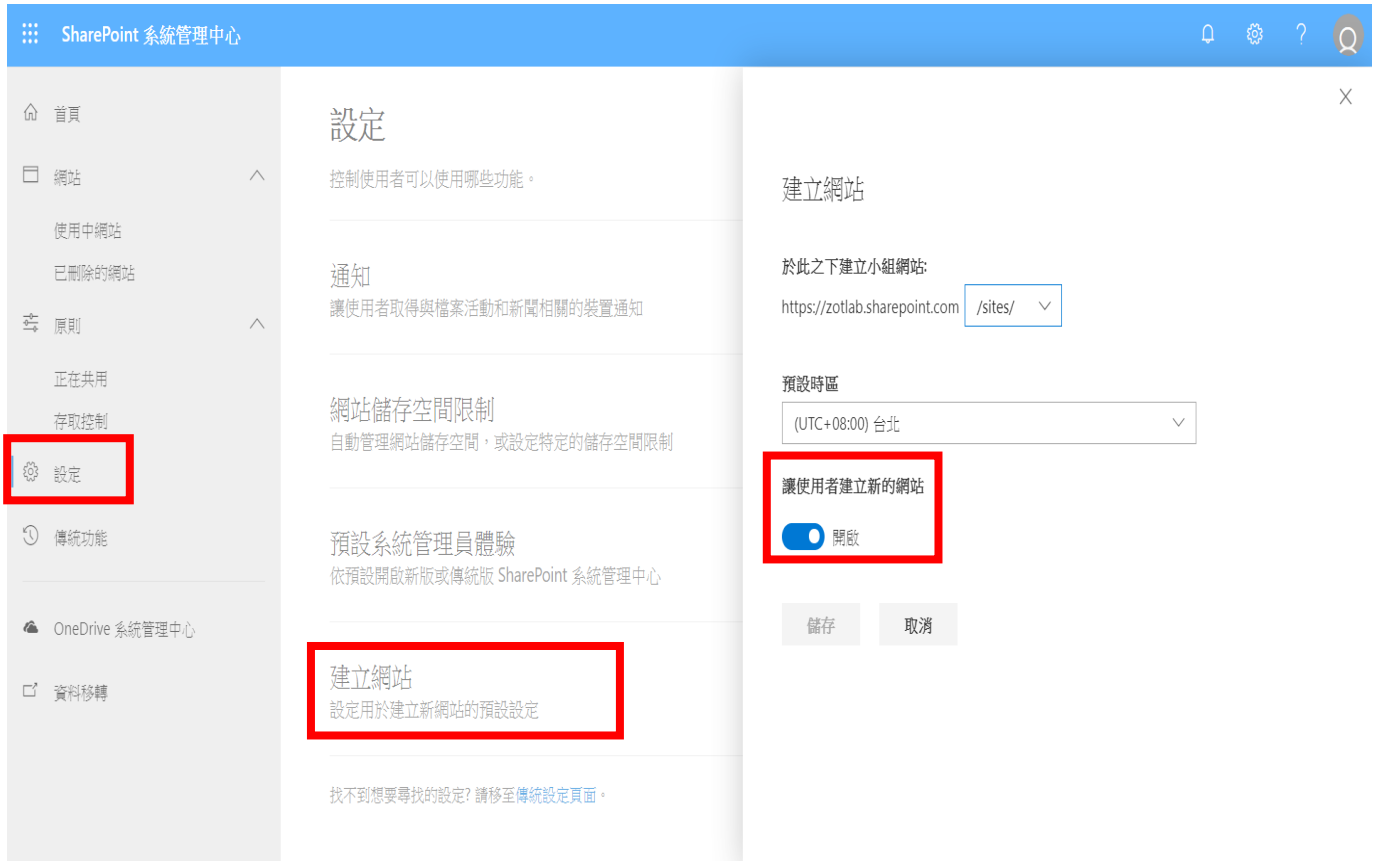 SharePoint 系統管理中心
?
首頁
網站
使用中網站
已刪除的網站
原則
正在共用
存取控制
設定
傳統功能
OneDrive 系統管理中心
資料移轉
設定
控制使用者可以使用哪些功能。
通知
讓使用者取得與檔案活動和新聞相關的裝置通知
網站儲存空間限制
自動管理網站儲存空間，或設定特定的儲存空間限制
預設系統管理員體驗
依預設開啟新版或傳統版 SharePoint 系統管理中心
建立網站
設定用於建立新網站的預設設定
找不到想要尋找的設定? 請移至傳統設定頁面。
建立網站
於此之下建立小組網站:
https://zotlab.sharepoint.com /sites/
預設時區
(UTC+08:00) 台北
讓使用者建立新的網站
開啟
儲存 取消